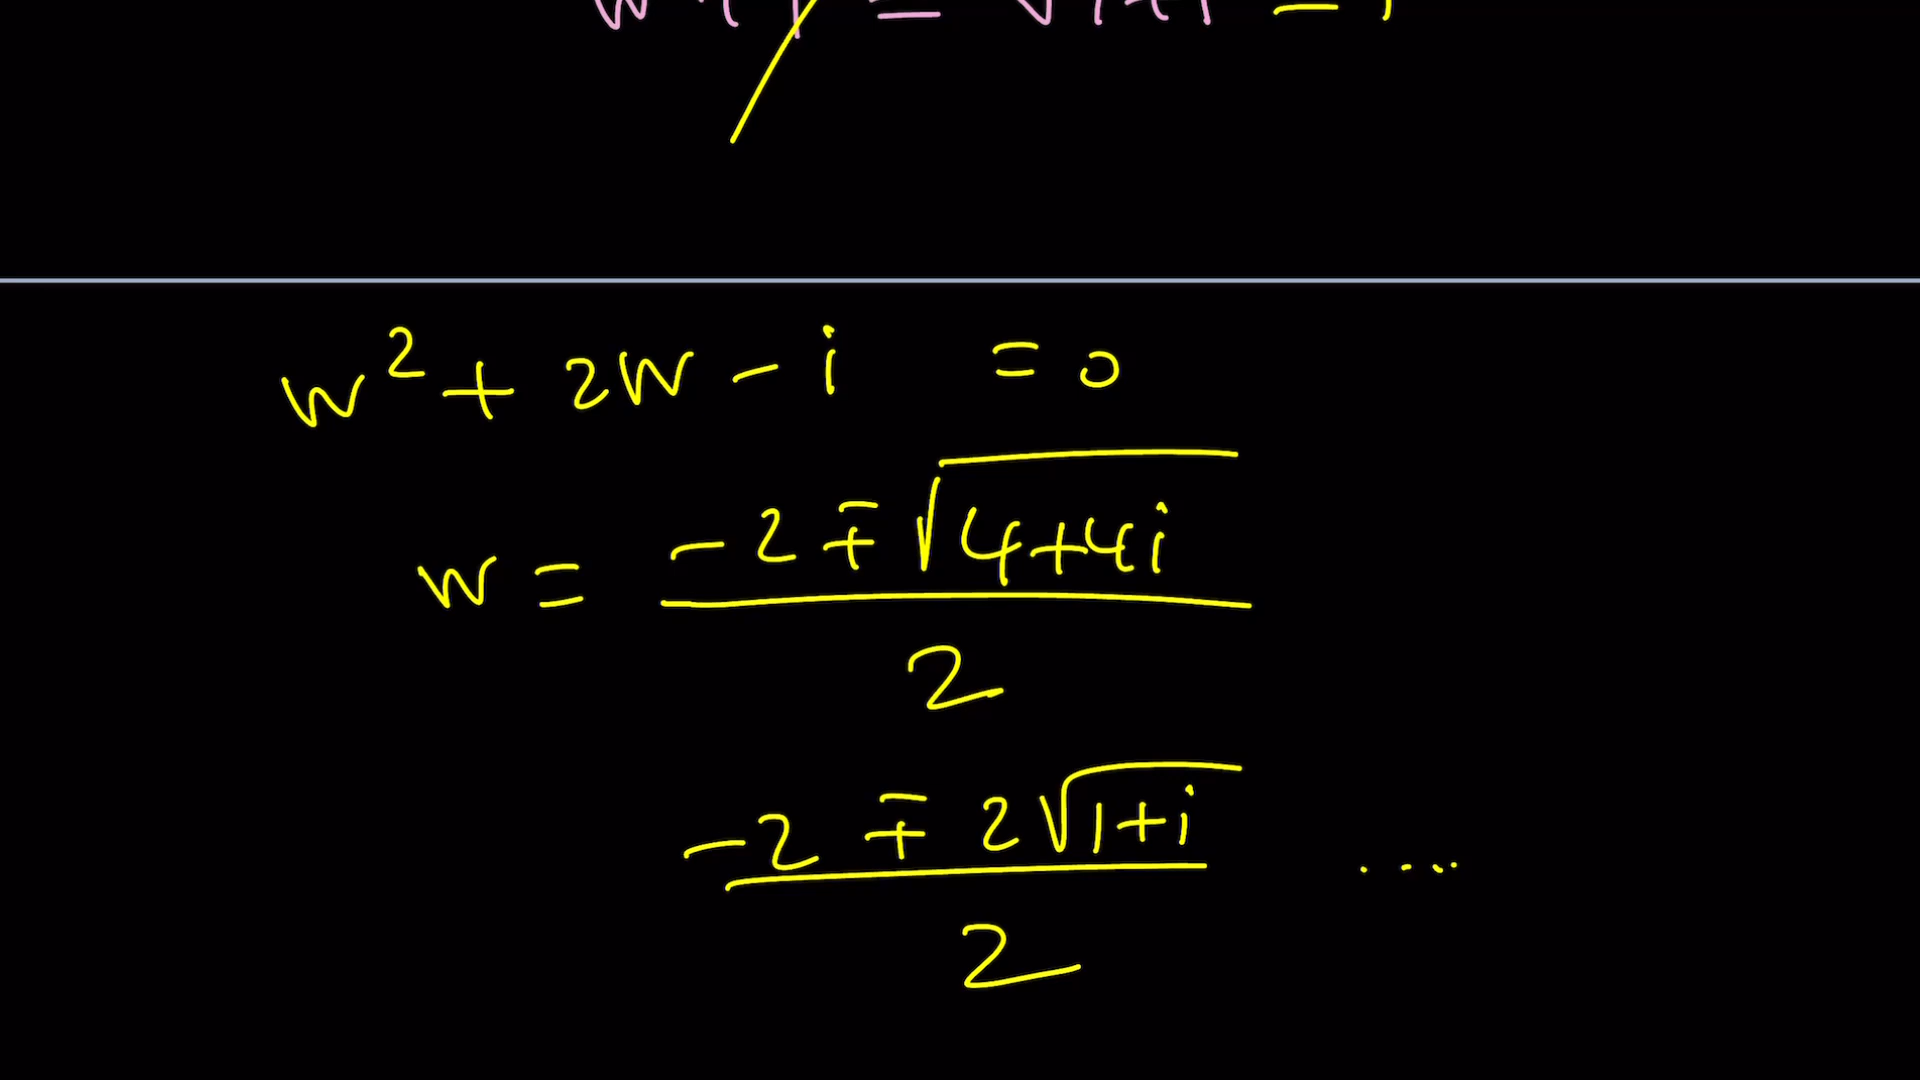 w² + 2w - i = 0
w = (-2 ∓ √(4+4i)) / 2
(-2 ∓ 2√(1+i)) / 2 ....